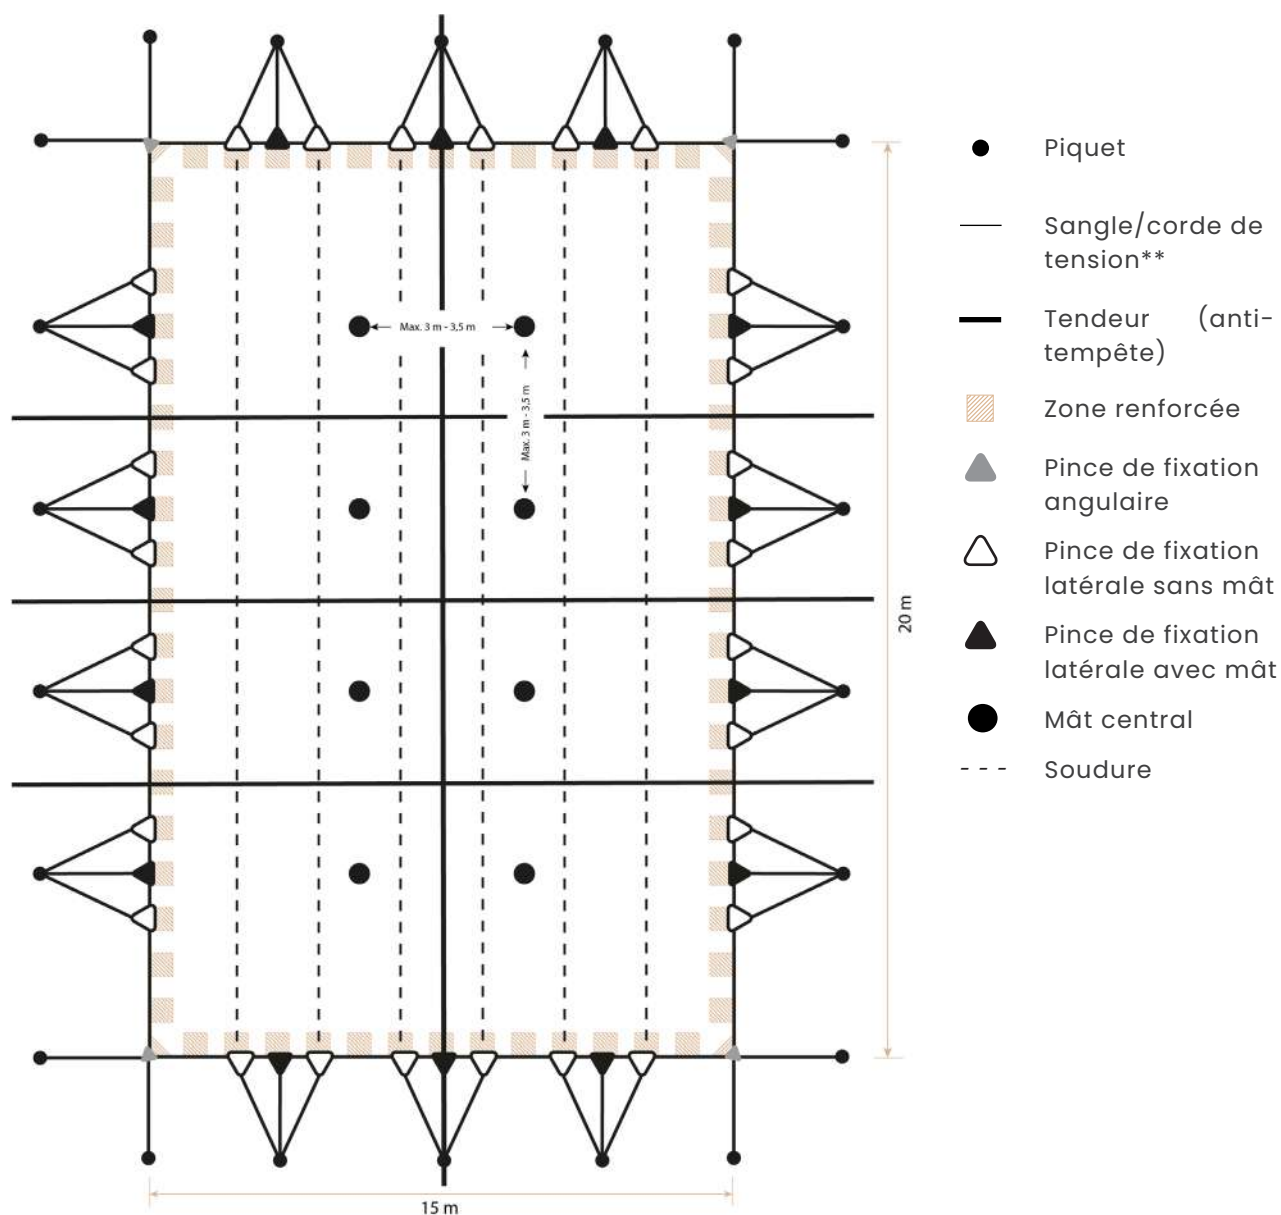 Max. 3 m - 3,5 m
Max. 3 m - 3,5 m
20 m
15 m
Piquet
Sangle/corde de
tension**
Tendeur (anti-
tempête)
Zone renforcée
Pince de fixation
angulaire
Pince de fixation
latérale sans mât
Pince de fixation
latérale avec mât
Mât central
Soudure